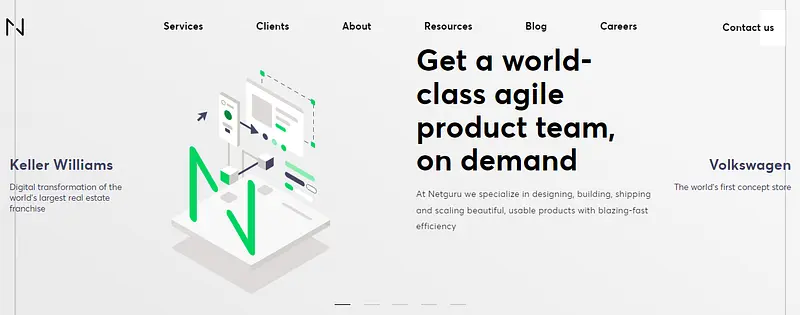 Services
Clients
About
Resources
Blog
Careers
Contact us
Get a world-
class agile
product team,
on demand
At Netguru we specialize in designing, building, shipping
and scaling beautiful, usable products with blazing-fast
efficiency
Keller Williams
Digital transformation of the
world's largest real estate
franchise
Volkswagen
The world's first concept store